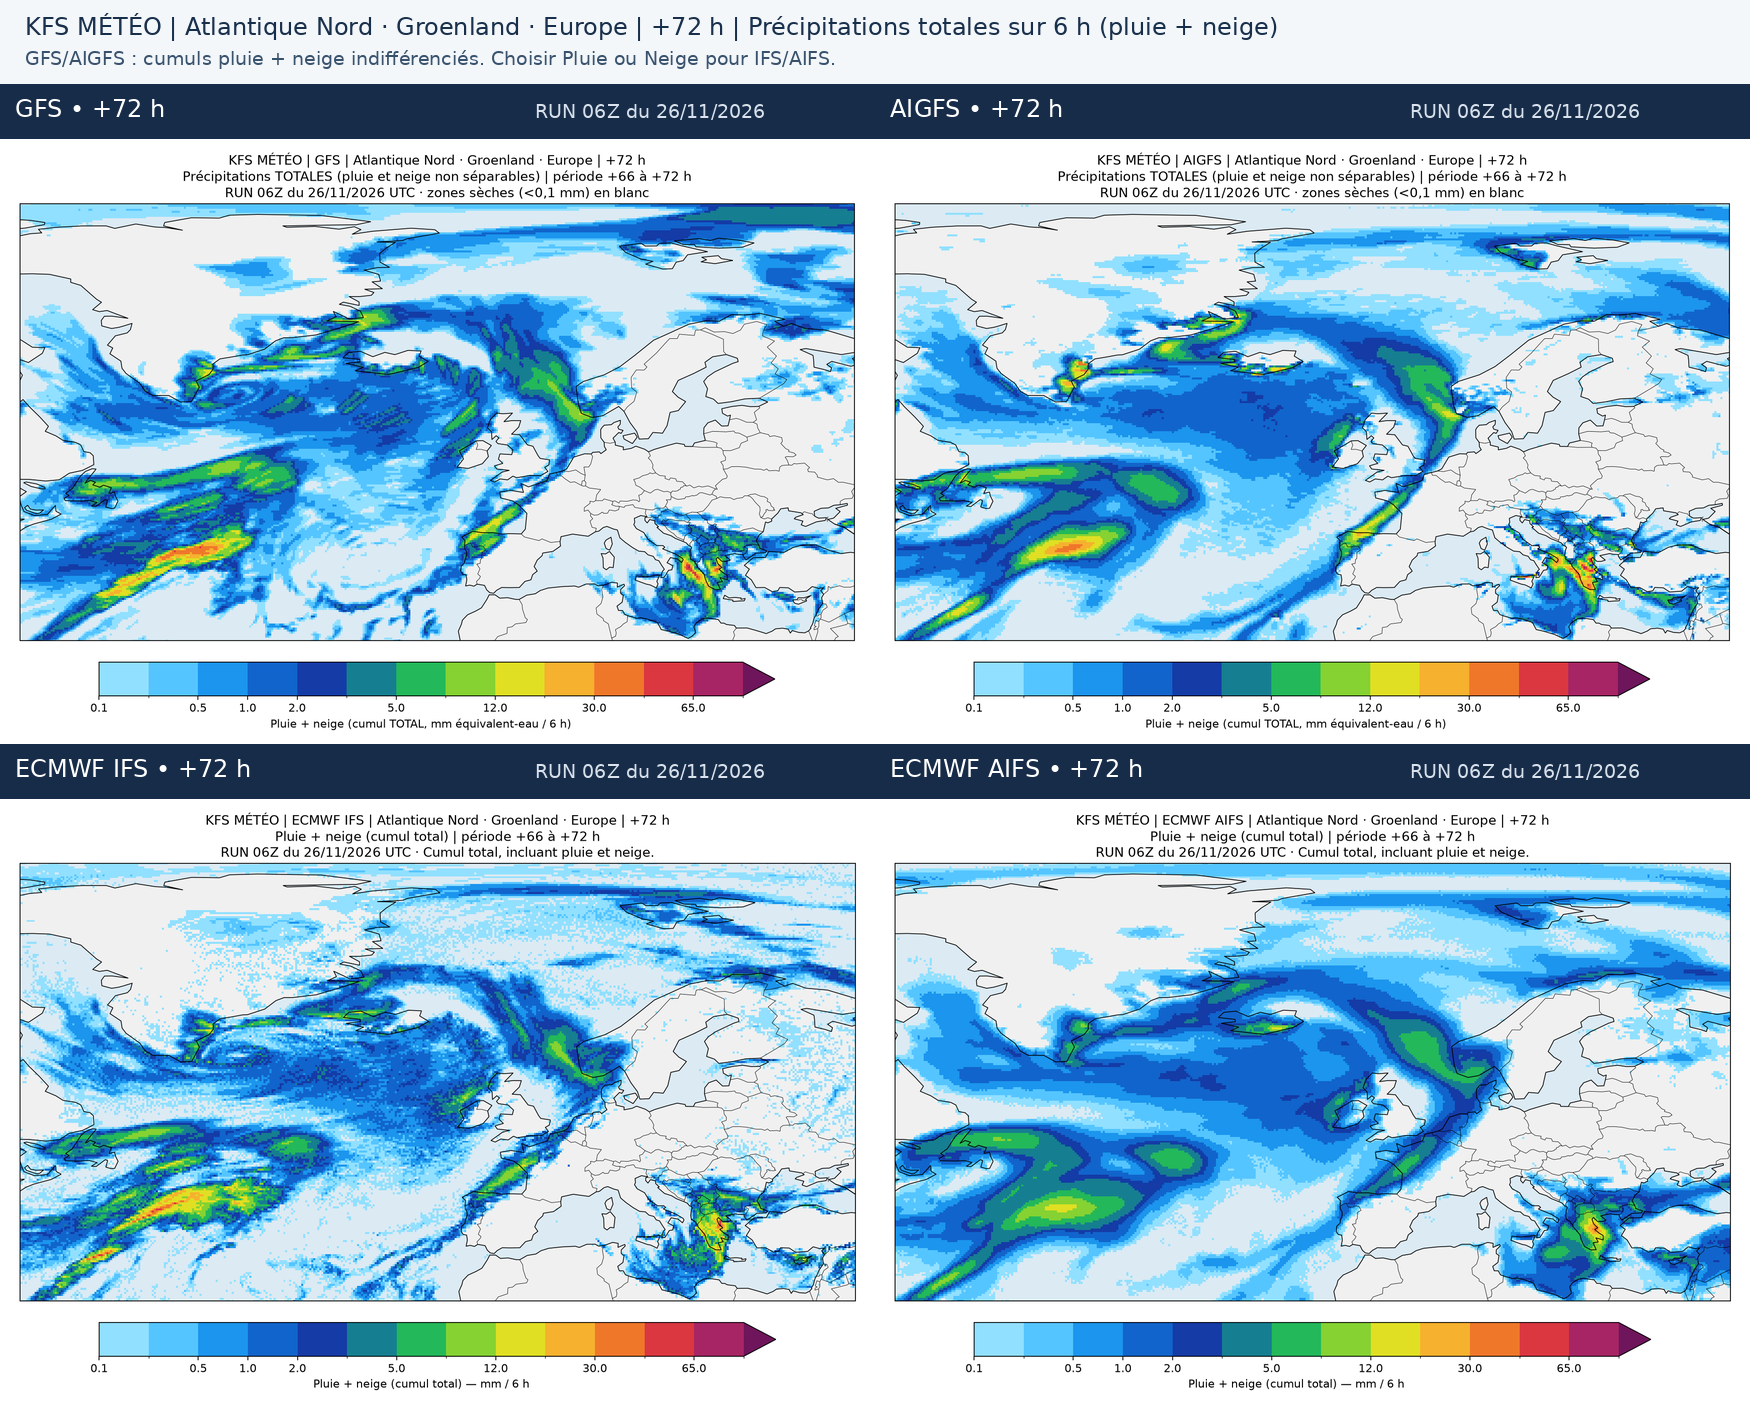 KFS MÉTÉO | Atlantique Nord · Groenland · Europe | +72 h | Précipitations totales sur 6 h (pluie + neige)
GFS/AIGFS : cumuls pluie + neige indifférenciés. Choisir Pluie ou Neige pour IFS/AIFS.
GFS • +72 h
RUN 06Z du 26/11/2026
AIGFS • +72 h
RUN 06Z du 26/11/2026
KFS MÉTÉO | GFS | Atlantique Nord · Groenland · Europe | +72 h
Précipitations TOTALES (pluie et neige non séparables) | période +66 à +72 h
RUN 06Z du 26/11/2026 UTC · zones sèches (<0,1 mm) en blanc
KFS MÉTÉO | AIGFS | Atlantique Nord · Groenland · Europe | +72 h
Précipitations TOTALES (pluie et neige non séparables) | période +66 à +72 h
RUN 06Z du 26/11/2026 UTC · zones sèches (<0,1 mm) en blanc
0.1 0.5 1.0 2.0 5.0 12.0 30.0 65.0
Pluie + neige (cumul TOTAL, mm équivalent-eau / 6 h)
0.1 0.5 1.0 2.0 5.0 12.0 30.0 65.0
Pluie + neige (cumul TOTAL, mm équivalent-eau / 6 h)
ECMWF IFS • +72 h
RUN 06Z du 26/11/2026
ECMWF AIFS • +72 h
RUN 06Z du 26/11/2026
KFS MÉTÉO | ECMWF IFS | Atlantique Nord · Groenland · Europe | +72 h
Pluie + neige (cumul total) | période +66 à +72 h
RUN 06Z du 26/11/2026 UTC · Cumul total, incluant pluie et neige.
KFS MÉTÉO | ECMWF AIFS | Atlantique Nord · Groenland · Europe | +72 h
Pluie + neige (cumul total) | période +66 à +72 h
RUN 06Z du 26/11/2026 UTC · Cumul total, incluant pluie et neige.
0.1 0.5 1.0 2.0 5.0 12.0 30.0 65.0
Pluie + neige (cumul total) — mm / 6 h
0.1 0.5 1.0 2.0 5.0 12.0 30.0 65.0
Pluie + neige (cumul total) — mm / 6 h